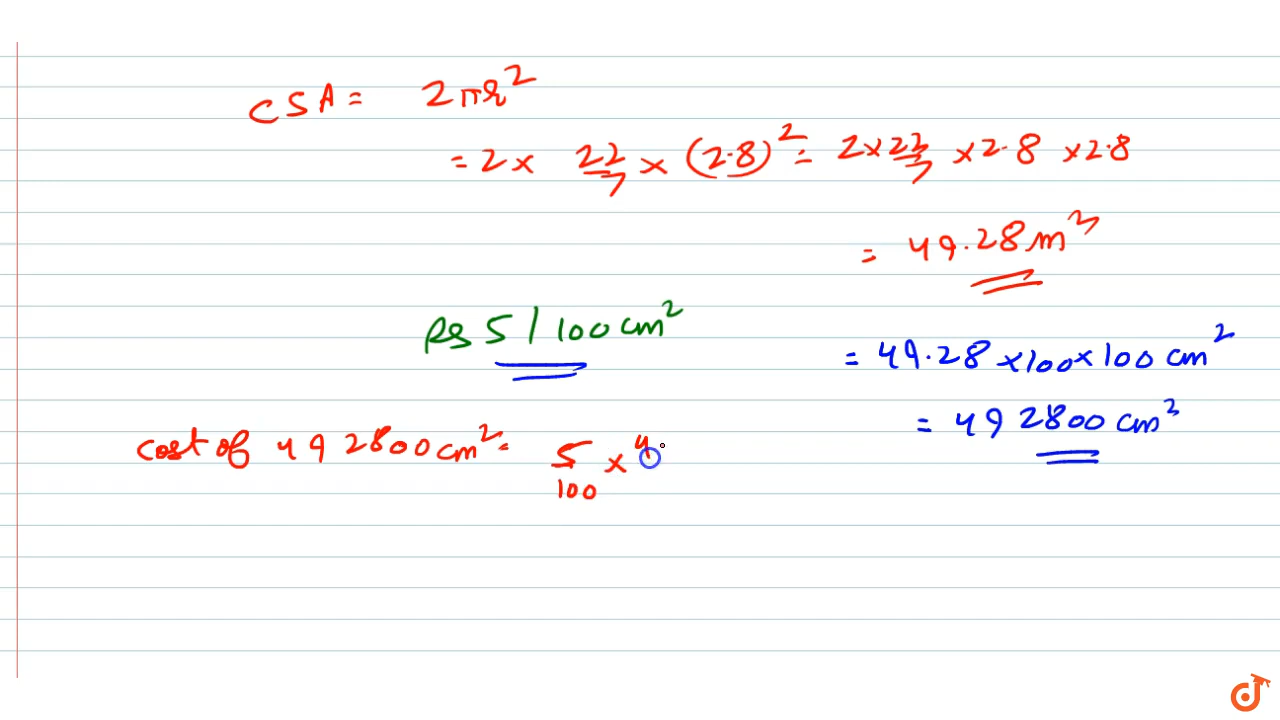 CSA = 2πr²
= 2 × 22/7 × (2.8)² = 2 × 22/7 × 2.8 × 2.8
= 49.28 m³
Rs 5 / 100 cm²
= 49.28 × 100 × 100 cm²
= 492800 cm²
cost of 492800 cm² = 5/100 × 4